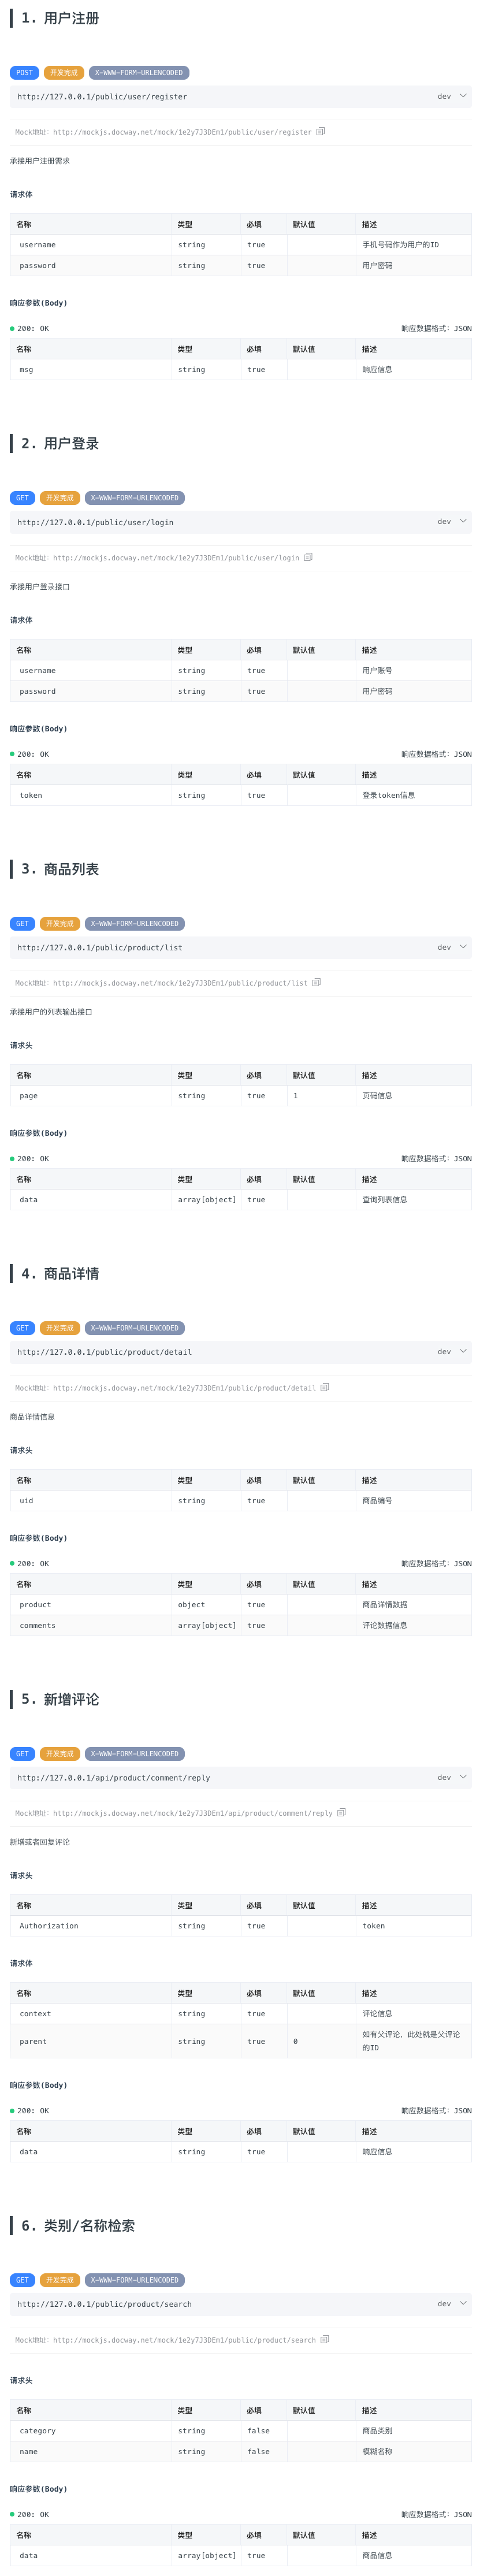 1. 用户注册
POST 开发完成 X-WWW-FORM-URLENCODED
http://127.0.0.1/public/user/register dev
Mock地址：http://mockjs.docway.net/mock/1e2y7J3DEm1/public/user/register
承接用户注册需求
请求体
名称 类型 必填 默认值 描述
username string true 手机号码作为用户的ID
password string true 用户密码
响应参数(Body)
200: OK 响应数据格式：JSON
名称 类型 必填 默认值 描述
msg string true 响应信息
2. 用户登录
GET 开发完成 X-WWW-FORM-URLENCODED
http://127.0.0.1/public/user/login dev
Mock地址：http://mockjs.docway.net/mock/1e2y7J3DEm1/public/user/login
承接用户登录接口
请求体
名称 类型 必填 默认值 描述
username string true 用户账号
password string true 用户密码
响应参数(Body)
200: OK 响应数据格式：JSON
名称 类型 必填 默认值 描述
token string true 登录token信息
3. 商品列表
GET 开发完成 X-WWW-FORM-URLENCODED
http://127.0.0.1/public/product/list dev
Mock地址：http://mockjs.docway.net/mock/1e2y7J3DEm1/public/product/list
承接用户的列表输出接口
请求头
名称 类型 必填 默认值 描述
page string true 1 页码信息
响应参数(Body)
200: OK 响应数据格式：JSON
名称 类型 必填 默认值 描述
data array[object] true 查询列表信息
4. 商品详情
GET 开发完成 X-WWW-FORM-URLENCODED
http://127.0.0.1/public/product/detail dev
Mock地址：http://mockjs.docway.net/mock/1e2y7J3DEm1/public/product/detail
商品详情信息
请求头
名称 类型 必填 默认值 描述
uid string true 商品编号
响应参数(Body)
200: OK 响应数据格式：JSON
名称 类型 必填 默认值 描述
product object true 商品详情数据
comments array[object] true 评论数据信息
5. 新增评论
GET 开发完成 X-WWW-FORM-URLENCODED
http://127.0.0.1/api/product/comment/reply dev
Mock地址：http://mockjs.docway.net/mock/1e2y7J3DEm1/api/product/comment/reply
新增或者回复评论
请求头
名称 类型 必填 默认值 描述
Authorization string true token
请求体
名称 类型 必填 默认值 描述
context string true 评论信息
parent string true 0 如有父评论，此处就是父评论
的ID
响应参数(Body)
200: OK 响应数据格式：JSON
名称 类型 必填 默认值 描述
data string true 响应信息
6. 类别/名称检索
GET 开发完成 X-WWW-FORM-URLENCODED
http://127.0.0.1/public/product/search dev
Mock地址：http://mockjs.docway.net/mock/1e2y7J3DEm1/public/product/search
请求头
名称 类型 必填 默认值 描述
category string false 商品类别
name string false 模糊名称
响应参数(Body)
200: OK 响应数据格式：JSON
名称 类型 必填 默认值 描述
data array[object] true 商品信息